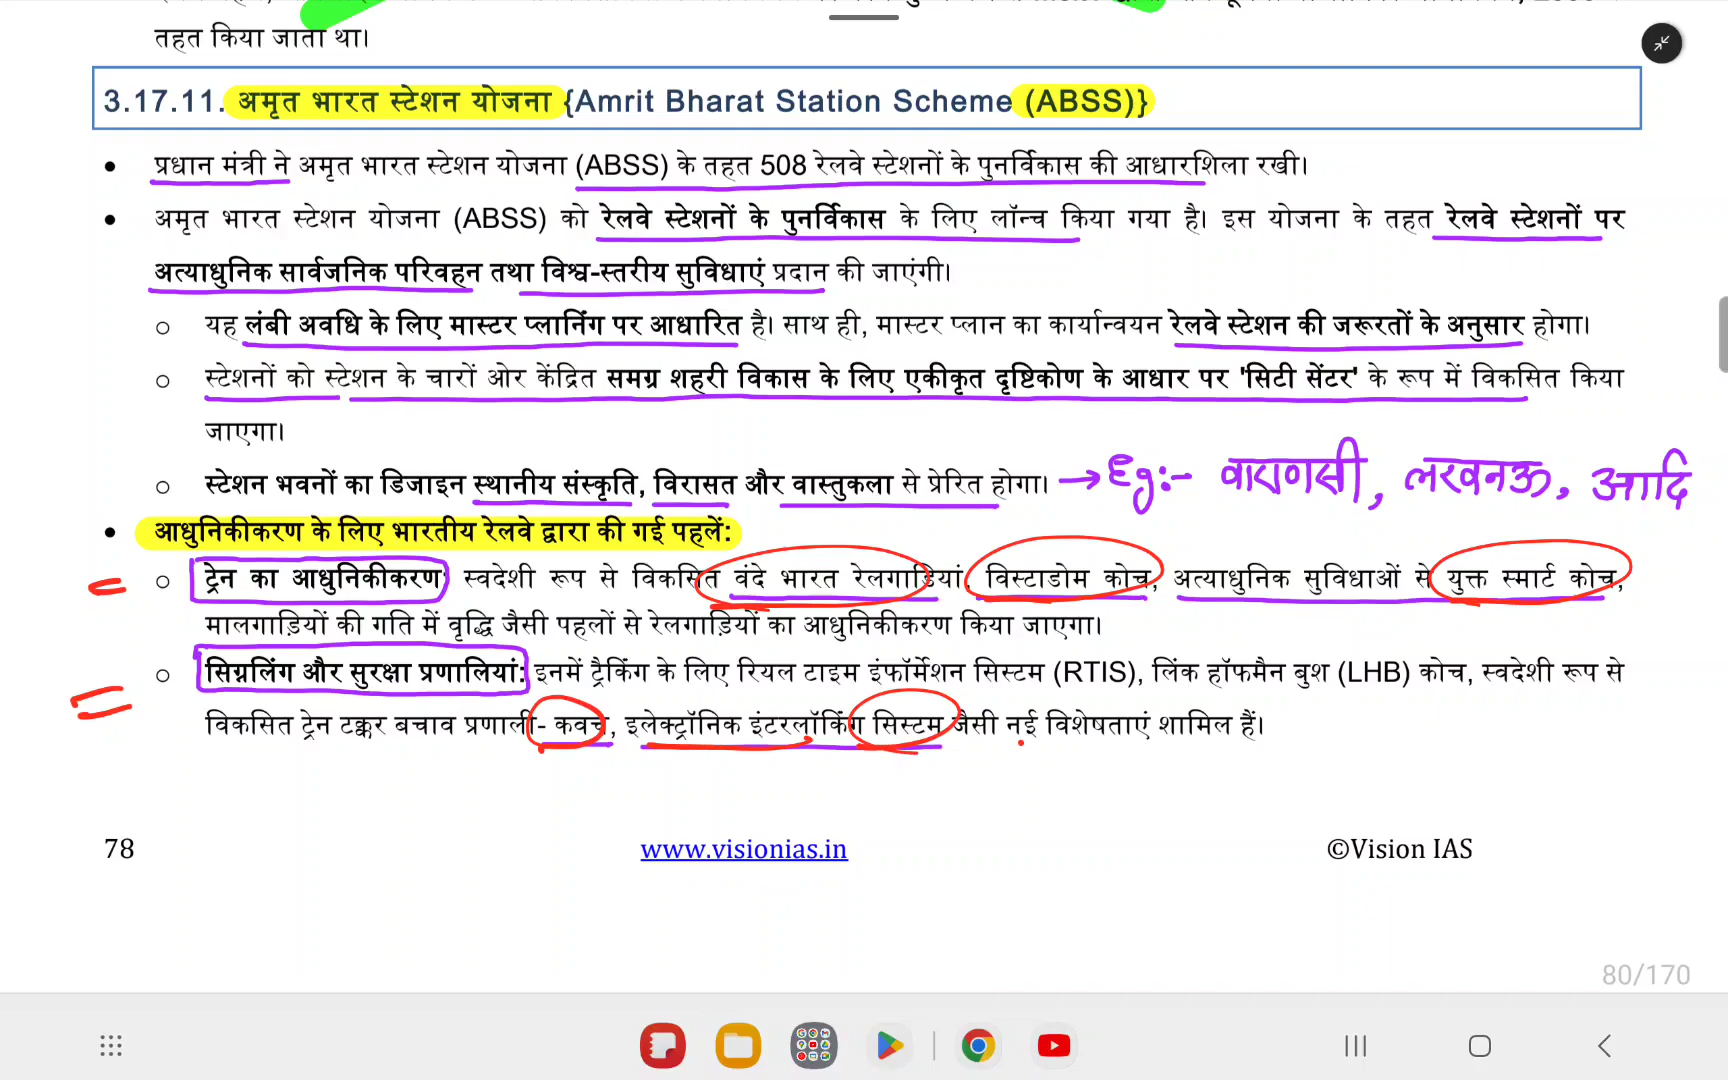 तहत किया जाता था।
3.17.11. अमृत भारत स्टेशन योजना {Amrit Bharat Station Scheme (ABSS)}
• प्रधान मंत्री ने अमृत भारत स्टेशन योजना (ABSS) के तहत 508 रेलवे स्टेशनों के पुनर्विकास की आधारशिला रखी।
• अमृत भारत स्टेशन योजना (ABSS) को रेलवे स्टेशनों के पुनर्विकास के लिए लॉन्च किया गया है। इस योजना के तहत रेलवे स्टेशनों पर
अत्याधुनिक सार्वजनिक परिवहन तथा विश्व-स्तरीय सुविधाएं प्रदान की जाएंगी।
o यह लंबी अवधि के लिए मास्टर प्लानिंग पर आधारित है। साथ ही, मास्टर प्लान का कार्यान्वयन रेलवे स्टेशन की जरूरतों के अनुसार होगा।
o स्टेशनों को स्टेशन के चारों ओर केंद्रित समग्र शहरी विकास के लिए एकीकृत दृष्टिकोण के आधार पर 'सिटी सेंटर' के रूप में विकसित किया
जाएगा।
o स्टेशन भवनों का डिजाइन स्थानीय संस्कृति, विरासत और वास्तुकला से प्रेरित होगा। → Eg:- वाराणसी, लखनऊ, आदि
• आधुनिकीकरण के लिए भारतीय रेलवे द्वारा की गई पहलें:
o ट्रेन का आधुनिकीकरण: स्वदेशी रूप से विकसित वंदे भारत रेलगाड़ियां, विस्टाडोम कोच, अत्याधुनिक सुविधाओं से युक्त स्मार्ट कोच,
मालगाड़ियों की गति में वृद्धि जैसी पहलों से रेलगाड़ियों का आधुनिकीकरण किया जाएगा।
o सिग्नलिंग और सुरक्षा प्रणालियां: इनमें ट्रैकिंग के लिए रियल टाइम इंफॉर्मेशन सिस्टम (RTIS), लिंक हॉफमैन बुश (LHB) कोच, स्वदेशी रूप से
विकसित ट्रेन टक्कर बचाव प्रणाली- कवच, इलेक्ट्रॉनिक इंटरलॉकिंग सिस्टम जैसी नई विशेषताएं शामिल हैं।
78 www.visionias.in ©Vision IAS
80/170